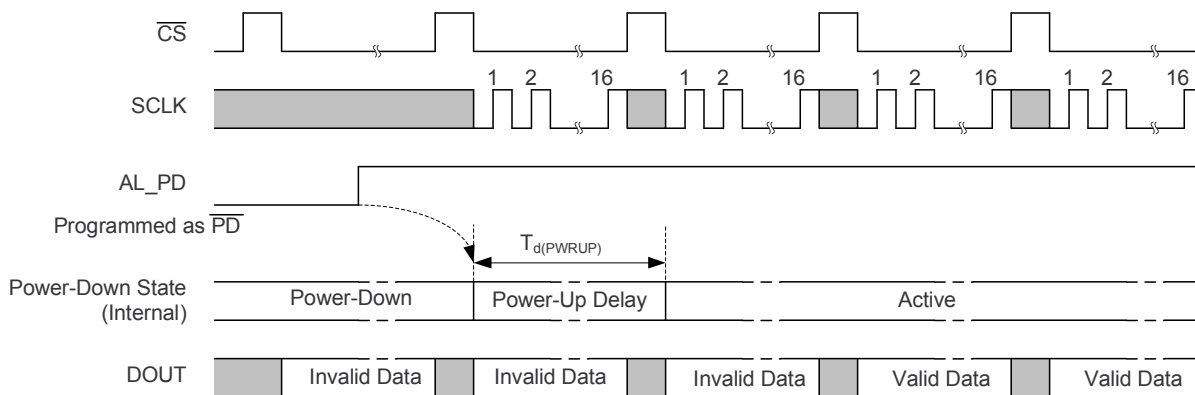 CS
1 2 16 1 2 16 1 2 16 1 2 16
SCLK
AL_PD
Programmed as PD
Td(PWRUP)
Power-Down State
(Internal)
Power-Down Power-Up Delay Active
DOUT
Invalid Data Invalid Data Invalid Data Valid Data Valid Data